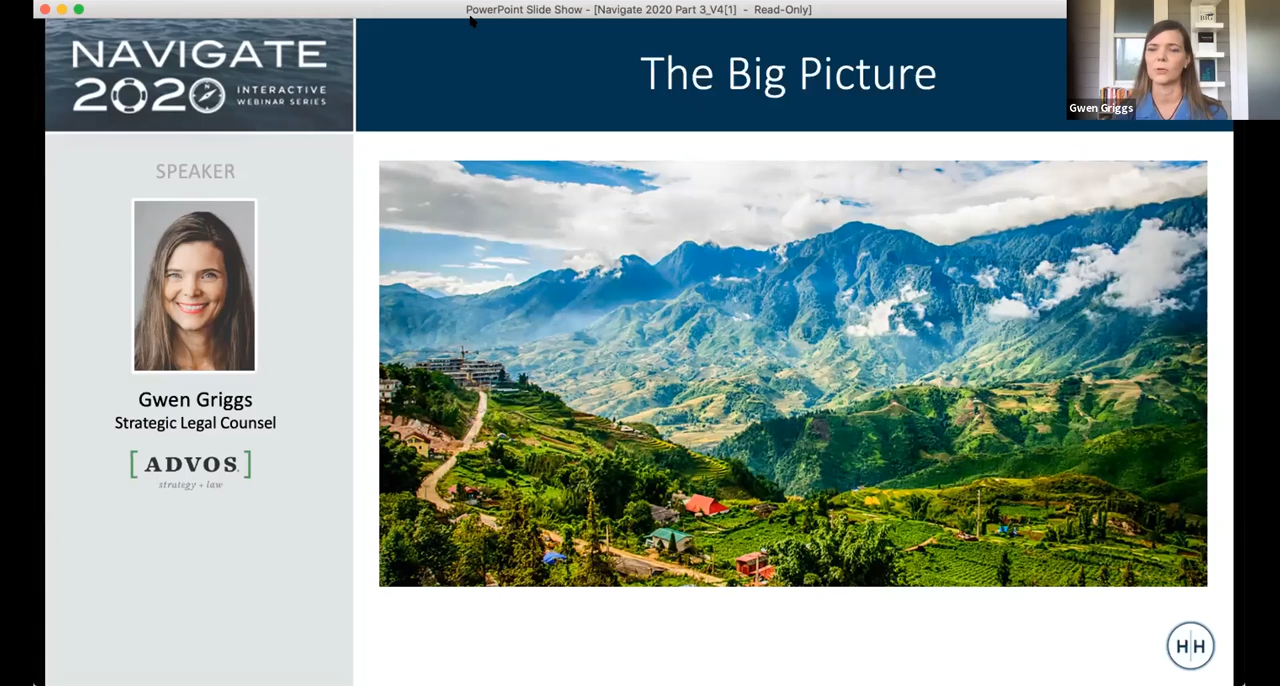 PowerPoint Slide Show - [Navigate 2020 Part 3_V4[1] - Read-Only]
NAVIGATE
2020 INTERACTIVE
WEBINAR SERIES
The Big Picture
Gwen Griggs
SPEAKER
Gwen Griggs
Strategic Legal Counsel
[ADVOS]
strategy + law
H|H